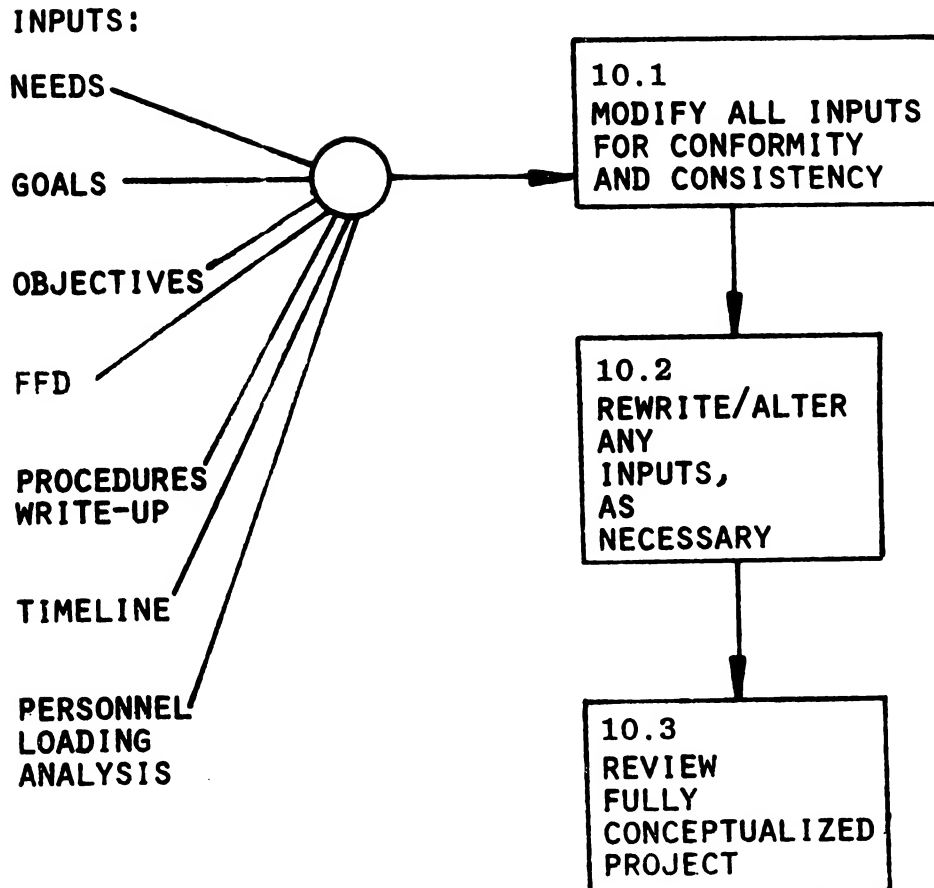 INPUTS:
NEEDS
GOALS
OBJECTIVES
FFD
PROCEDURES
WRITE-UP
TIMELINE
PERSONNEL
LOADING
ANALYSIS
10.1
MODIFY ALL INPUTS
FOR CONFORMITY
AND CONSISTENCY
10.2
REWRITE/ALTER
ANY
INPUTS,
AS
NECESSARY
10.3
REVIEW
FULLY
CONCEPTUALIZED
PROJECT